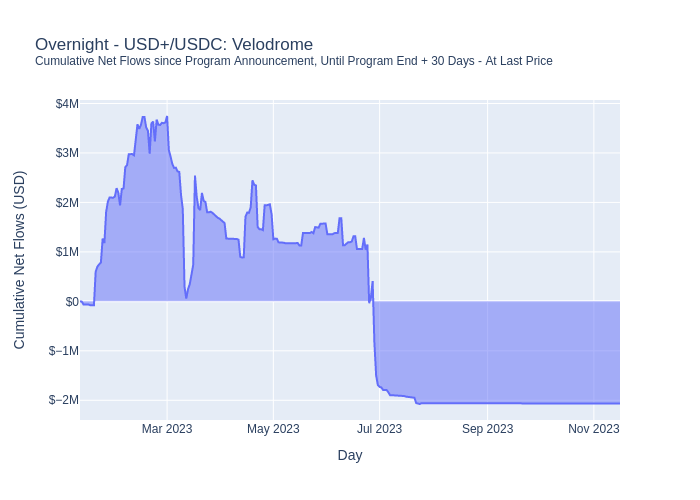 Overnight - USD+/USDC: Velodrome
Cumulative Net Flows since Program Announcement, Until Program End + 30 Days - At Last Price
Cumulative Net Flows (USD)
$4M
$3M
$2M
$1M
$0
$−1M
$−2M
Mar 2023
May 2023
Jul 2023
Sep 2023
Nov 2023
Day